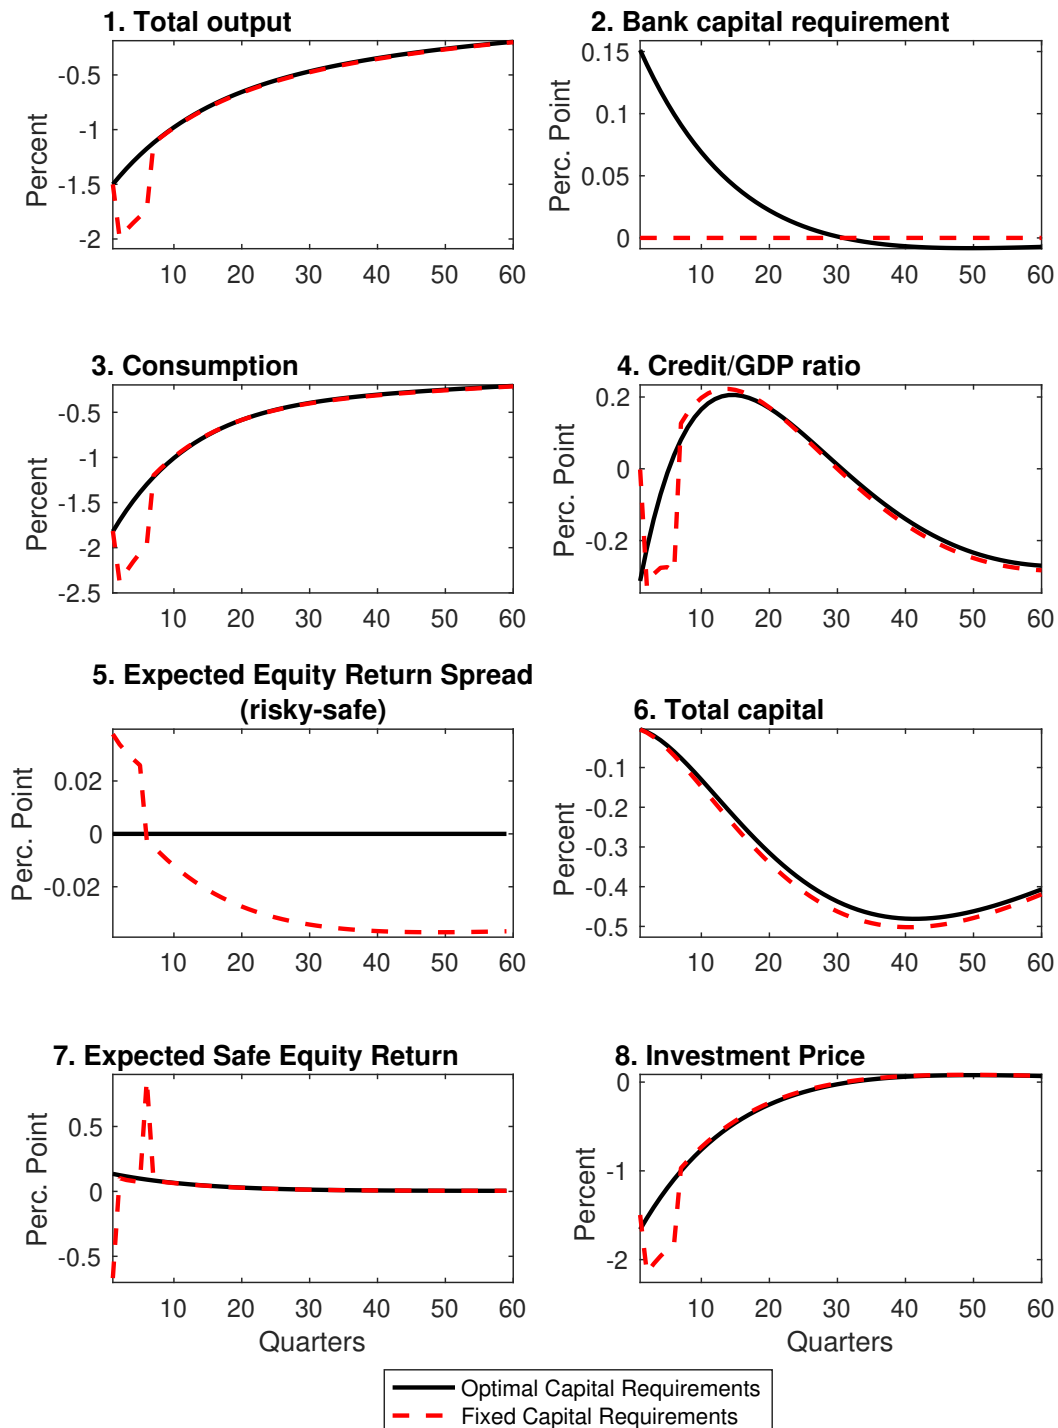 1. Total output
Percent
-0.5
-1
-1.5
-2
10 20 30 40 50 60
2. Bank capital requirement
Perc. Point
0.15
0.1
0.05
0
10 20 30 40 50 60
3. Consumption
Percent
-0.5
-1
-1.5
-2
-2.5
10 20 30 40 50 60
4. Credit/GDP ratio
Perc. Point
0.2
0
-0.2
10 20 30 40 50 60
5. Expected Equity Return Spread
(risky-safe)
Perc. Point
0.02
0
-0.02
10 20 30 40 50 60
6. Total capital
Percent
-0.1
-0.2
-0.3
-0.4
-0.5
10 20 30 40 50 60
7. Expected Safe Equity Return
Perc. Point
0.5
0
-0.5
10 20 30 40 50 60
Quarters
8. Investment Price
Percent
0
-1
-2
10 20 30 40 50 60
Quarters
Optimal Capital Requirements
Fixed Capital Requirements